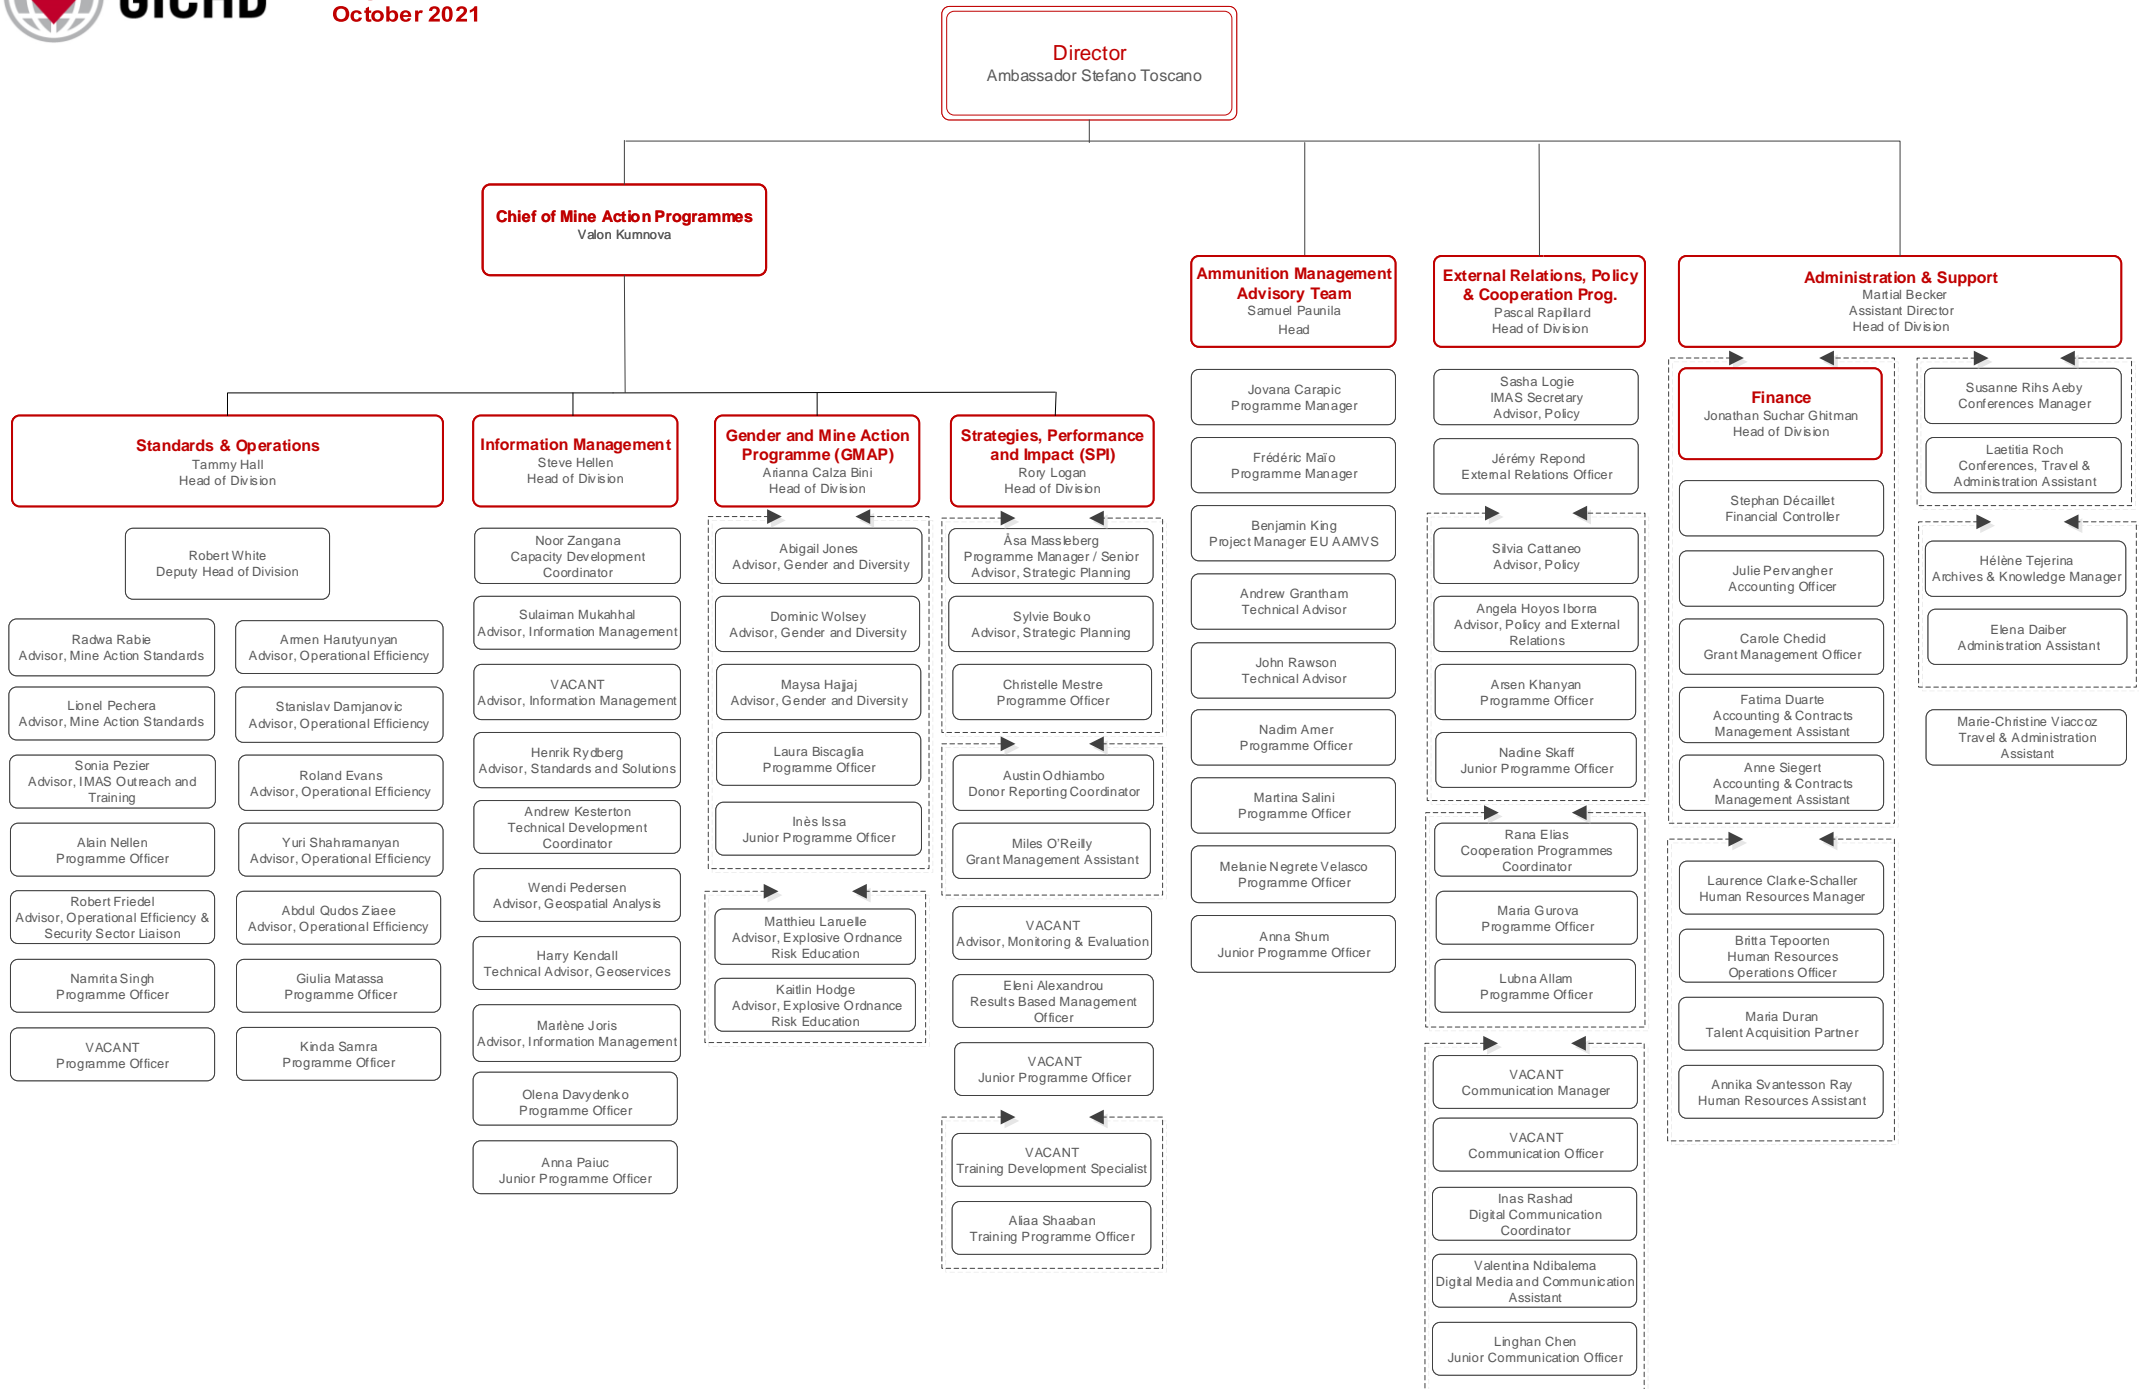 GICHD
October 2021
Director
Ambassador Stefano Toscano
Chief of Mine Action Programmes
Valon Kumnova
Ammunition Management
Advisory Team
Samuel Paunila
Head
External Relations, Policy
& Cooperation Prog.
Pascal Rapillard
Head of Division
Administration & Support
Martial Becker
Assistant Director
Head of Division
Standards & Operations
Tammy Hall
Head of Division
Robert White
Deputy Head of Division
Radwa Rabie
Advisor, Mine Action Standards
Lionel Pechera
Advisor, Mine Action Standards
Sonia Pezier
Advisor, IMAS Outreach and
Training
Alain Nellen
Programme Officer
Robert Friedel
Advisor, Operational Efficiency &
Security Sector Liaison
Namrita Singh
Programme Officer
VACANT
Programme Officer
Armen Harutyunyan
Advisor, Operational Efficiency
Stanislav Damjanovic
Advisor, Operational Efficiency
Roland Evans
Advisor, Operational Efficiency
Yuri Shahramanyan
Advisor, Operational Efficiency
Abdul Qudos Ziaee
Advisor, Operational Efficiency
Giulia Matassa
Programme Officer
Kinda Samra
Programme Officer
Information Management
Steve Hellen
Head of Division
Noor Zangana
Capacity Development
Coordinator
Sulaiman Mukahhal
Advisor, Information Management
VACANT
Advisor, Information Management
Henrik Rydberg
Advisor, Standards and Solutions
Andrew Kesterton
Technical Development
Coordinator
Wendi Pedersen
Advisor, Geospatial Analysis
Harry Kendall
Technical Advisor, Geoservices
Marlène Joris
Advisor, Information Management
Olena Davydenko
Programme Officer
Anna Paiuc
Junior Programme Officer
Gender and Mine Action
Programme (GMAP)
Arianna Calza Bini
Head of Division
Abigail Jones
Advisor, Gender and Diversity
Dominic Wolsey
Advisor, Gender and Diversity
Maysa Hajjaj
Advisor, Gender and Diversity
Laura Biscaglia
Programme Officer
Inès Issa
Junior Programme Officer
Matthieu Laruelle
Advisor, Explosive Ordnance
Risk Education
Kaitlin Hodge
Advisor, Explosive Ordnance
Risk Education
Strategies, Performance
and Impact (SPI)
Rory Logan
Head of Division
Åsa Massleberg
Programme Manager / Senior
Advisor, Strategic Planning
Sylvie Bouko
Advisor, Strategic Planning
Christelle Mestre
Programme Officer
Austin Odhiambo
Donor Reporting Coordinator
Miles O'Reilly
Grant Management Assistant
VACANT
Advisor, Monitoring & Evaluation
Eleni Alexandrou
Results Based Management
Officer
VACANT
Junior Programme Officer
VACANT
Training Development Specialist
Aliaa Shaaban
Training Programme Officer
Jovana Carapic
Programme Manager
Frédéric Maïo
Programme Manager
Benjamin King
Project Manager EU AAMVS
Andrew Grantham
Technical Advisor
John Rawson
Technical Advisor
Nadim Amer
Programme Officer
Martina Salini
Programme Officer
Melanie Negrete Velasco
Programme Officer
Anna Shum
Junior Programme Officer
Sasha Logie
IMAS Secretary
Advisor, Policy
Jérémy Repond
External Relations Officer
Silvia Cattaneo
Advisor, Policy
Angela Hoyos Iborra
Advisor, Policy and External
Relations
Arsen Khanyan
Programme Officer
Nadine Skaff
Junior Programme Officer
Rana Elias
Cooperation Programmes
Coordinator
Maria Gurova
Programme Officer
Lubna Allam
Programme Officer
VACANT
Communication Manager
VACANT
Communication Officer
Inas Rashad
Digital Communication
Coordinator
Valentina Ndibalema
Digital Media and Communication
Assistant
Linghan Chen
Junior Communication Officer
Finance
Jonathan Suchar Ghitman
Head of Division
Stephan Décaillet
Financial Controller
Julie Pervangher
Accounting Officer
Carole Chedid
Grant Management Officer
Fatima Duarte
Accounting & Contracts
Management Assistant
Anne Siegert
Accounting & Contracts
Management Assistant
Laurence Clarke-Schaller
Human Resources Manager
Britta Tepoorten
Human Resources
Operations Officer
Maria Duran
Talent Acquisition Partner
Annika Svantesson Ray
Human Resources Assistant
Susanne Rihs Aeby
Conferences Manager
Laetitia Roch
Conferences, Travel &
Administration Assistant
Hélène Tejerina
Archives & Knowledge Manager
Elena Daiber
Administration Assistant
Marie-Christine Viaccoz
Travel & Administration
Assistant